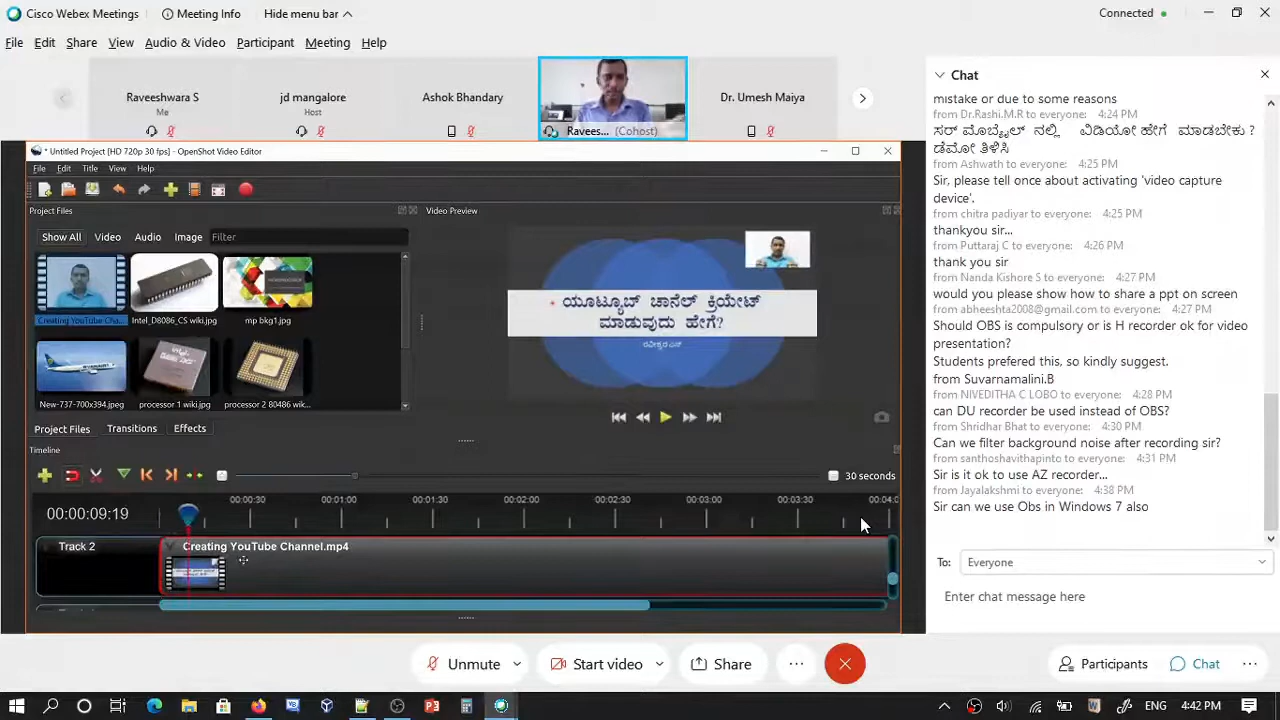 Cisco Webex Meetings
Meeting Info
Hide menu bar
Connected
File Edit Share View Audio & Video Participant Meeting Help
Raveeshwara S
Me
jd mangalore
Host
Ashok Bhandary
Ravees... (Cohost)
Dr. Umesh Maiya
* Untitled Project [HD 720p 30 fps] - OpenShot Video Editor
File Edit Title View Help
Project Files
Video Preview
Show All Video Audio Image Filter
Creating YouTube Cha...
Intel_D8086_CS wiki.jpg
mp bkg1.jpg
New-737-700x394.jpeg
processor 1 wiki.jpg
processor 2 80486 wik...
RYANAIR
• ಯೂಟ್ಯೂಬ್ ಚಾನೆಲ್ ಕ್ರಿಯೇಟ್
ಮಾಡುವುದು ಹೇಗೆ?
ರವೀಶ್ವರ ಎಸ್
Project Files Transitions Effects
Timeline
30 seconds
00:00:09:19
00:00:30 00:01:00 00:01:30 00:02:00 00:02:30 00:03:00 00:03:30 00:04:0
Track 2
Creating YouTube Channel.mp4
Unmute
Start video
Share
Chat
mistake or due to some reasons
from Dr.Rashi.M.R to everyone: 4:24 PM
ಸರ್ ಮೊಬೈಲ್ ನಲ್ಲಿ ವಿಡಿಯೋ ಹೇಗೆ ಮಾಡಬೇಕು ?
ಡೆಮೋ ತಿಳಿಸಿ
from Ashwath to everyone: 4:25 PM
Sir, please tell once about activating 'video capture
device'.
from chitra padiyar to everyone: 4:25 PM
thankyou sir...
from Puttaraj C to everyone: 4:26 PM
thank you sir
from Nanda Kishore S to everyone: 4:27 PM
would you please show how to share a ppt on screen
from abheeshta2008@gmail.com to everyone: 4:27 PM
Should OBS is compulsory or is H recorder ok for video
presentation?
Students prefered this, so kindly suggest.
from Suvarnamalini.B
from NIVEDITHA C LOBO to everyone: 4:28 PM
can DU recorder be used instead of OBS?
from Shridhar Bhat to everyone: 4:30 PM
Can we filter background noise after recording sir?
from santhoshavithapinto to everyone: 4:31 PM
Sir is it ok to use AZ recorder...
from Jayalakshmi to everyone: 4:38 PM
Sir can we use Obs in Windows 7 also
To: Everyone
Enter chat message here
Participants
Chat
ENG 4:42 PM